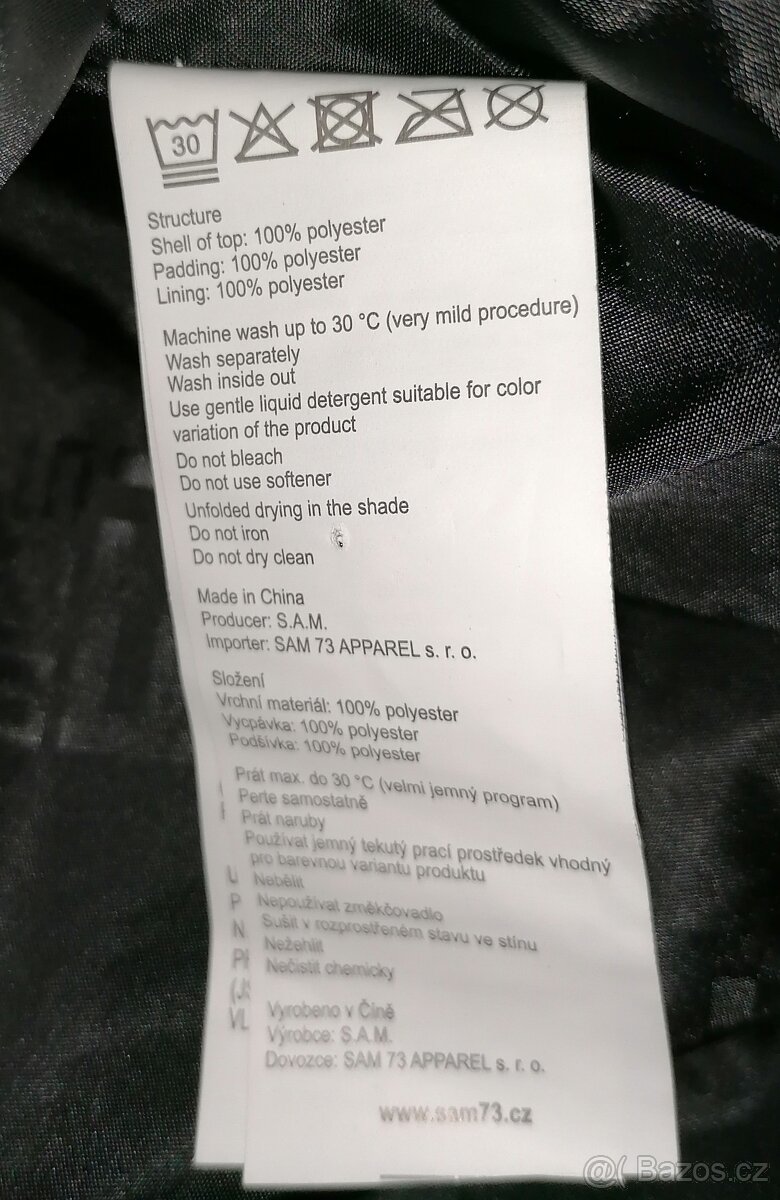 30
Structure
Shell of top: 100% polyester
Padding: 100% polyester
Lining: 100% polyester
Machine wash up to 30 °C (very mild procedure)
Wash separately
Wash inside out
Use gentle liquid detergent suitable for color
variation of the product
Do not bleach
Do not use softener
Unfolded drying in the shade
Do not iron
Do not dry clean
Made in China
Producer: S.A.M.
Importer: SAM 73 APPAREL s. r. o.
Složení
Vrchní materiál: 100% polyester
Vycpávka: 100% polyester
Podšívka: 100% polyester
Prát max. do 30 °C (velmi jemný program)
Perte samostatně
Prát naruby
Používat jemný tekutý prací prostředek vhodný
pro barevnou variantu produktu
Nebělit
Nepoužívat změkčovadlo
Sušit v rozprostřeném stavu ve stínu
Nežehlit
Nečistit chemicky
Vyrobeno v Číně
Výrobce: S.A.M.
Dovozce: SAM 73 APPAREL s. r. o.
www.sam73.cz
Bazos.cz